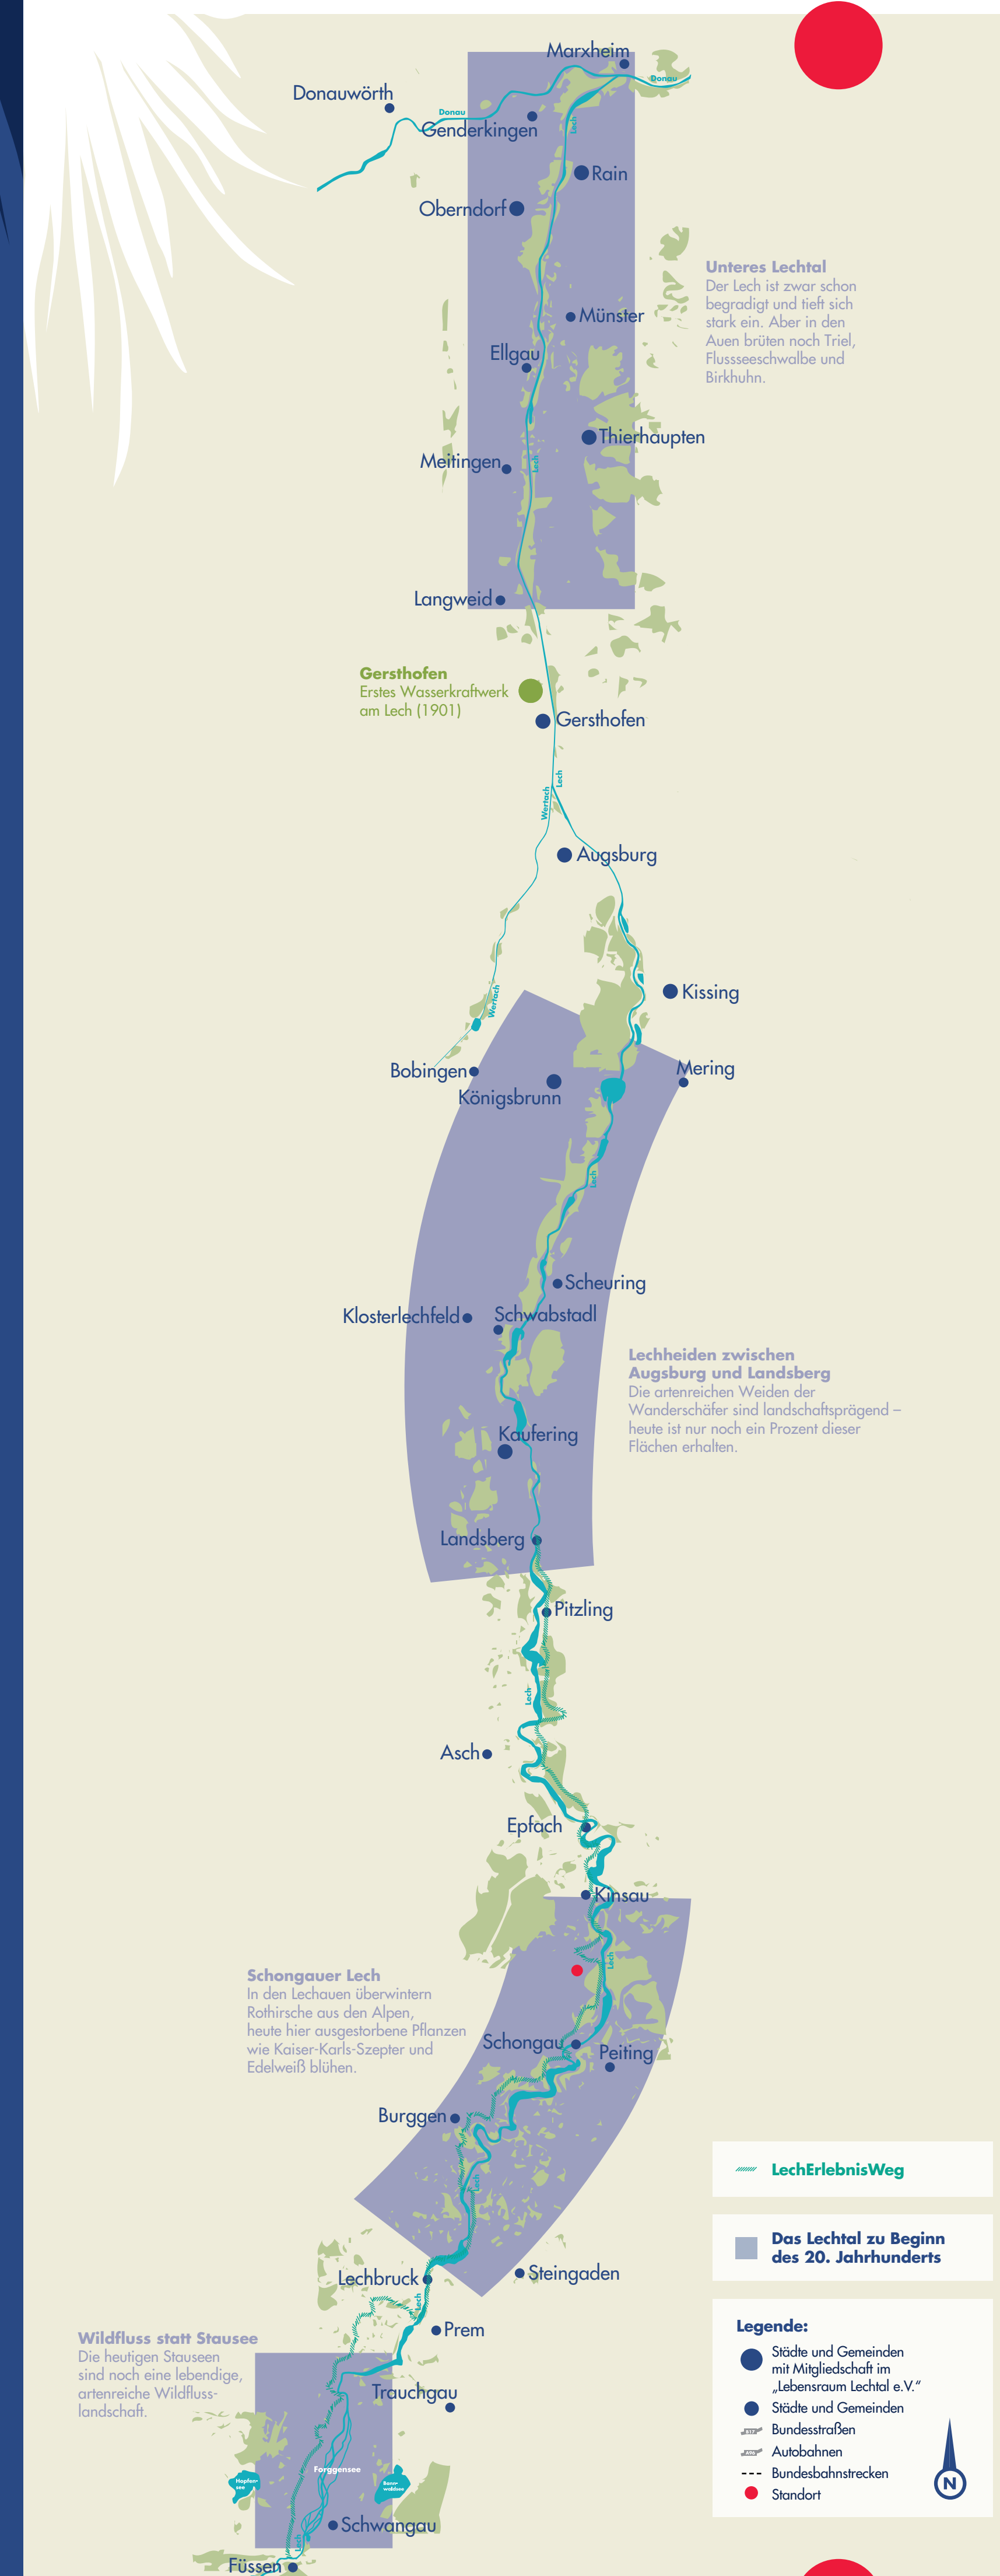 Marxheim
Donau
Donauwörth
Donau
Genderkingen
Lech
Rain
Oberndorf
Unteres Lechtal
Der Lech ist zwar schon
begradigt und tieft sich
stark ein. Aber in den
Auen brüten noch Triel,
Flussseeschwalbe und
Birkhuhn.
Münster
Ellgau
Thierhaupten
Meitingen
Lech
Langweid
Gersthofen
Erstes Wasserkraftwerk
am Lech (1901)
Gersthofen
Lech
Wertach
Augsburg
Kissing
Wertach
Bobingen
Mering
Königsbrunn
Lech
Scheuring
Klosterlechfeld
Schwabstadl
Lechheiden zwischen
Augsburg und Landsberg
Die artenreichen Weiden der
Wanderschäfer sind landschaftsprägend –
heute ist nur noch ein Prozent dieser
Flächen erhalten.
Kaufering
Landsberg
Pitzling
Lech
Asch
Epfach
Kinsau
Lech
Schongauer Lech
In den Lechauen überwintern
Rothirsche aus den Alpen,
heute hier ausgestorbene Pflanzen
wie Kaiser-Karls-Szepter und
Edelweiß blühen.
Schongau
Peiting
Burggen
Lech
LechErlebnisWeg
Das Lechtal zu Beginn
des 20. Jahrhunderts
Steingaden
Lechbruck
Lech
Prem
Wildfluss statt Stausee
Die heutigen Stauseen
sind noch eine lebendige,
artenreiche Wildfluss-
landschaft.
Trauchgau
Legende:
Städte und Gemeinden
mit Mitgliedschaft im
„Lebensraum Lechtal e.V.“
Städte und Gemeinden
Bundesstraßen
Autobahnen
Bundesbahnstrecken
Standort
N
Forggensee
Hopfen-
see
Bann-
waldsee
Schwangau
Lech
Füssen